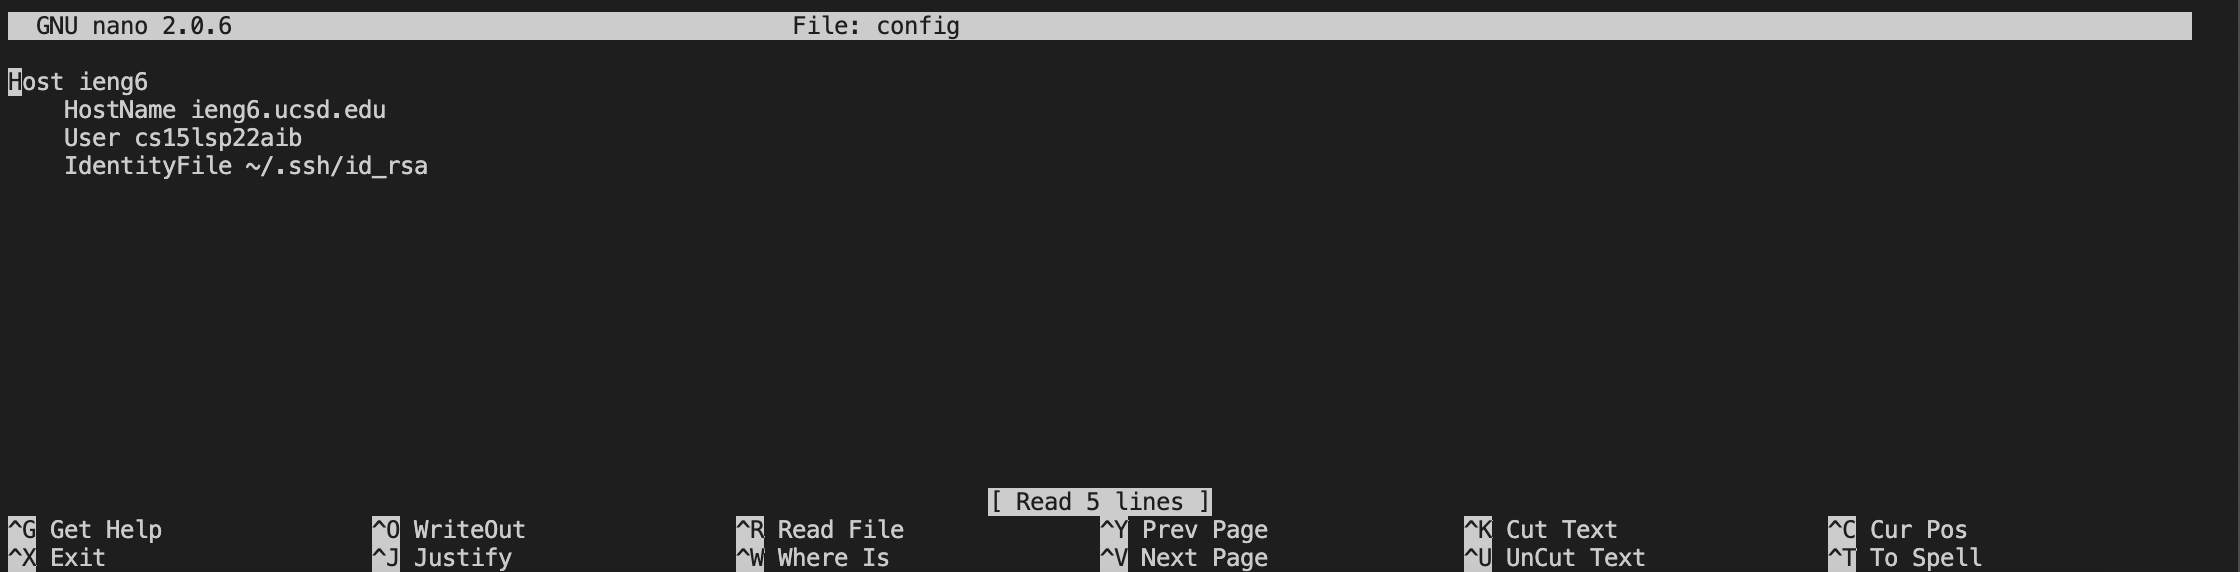 GNU nano 2.0.6 File: config
Host ieng6
HostName ieng6.ucsd.edu
User cs15lsp22aib
IdentityFile ~/.ssh/id_rsa
[ Read 5 lines ]
^G Get Help ^O WriteOut ^R Read File ^Y Prev Page ^K Cut Text ^C Cur Pos
^X Exit ^J Justify ^W Where Is ^V Next Page ^U UnCut Text ^T To Spell